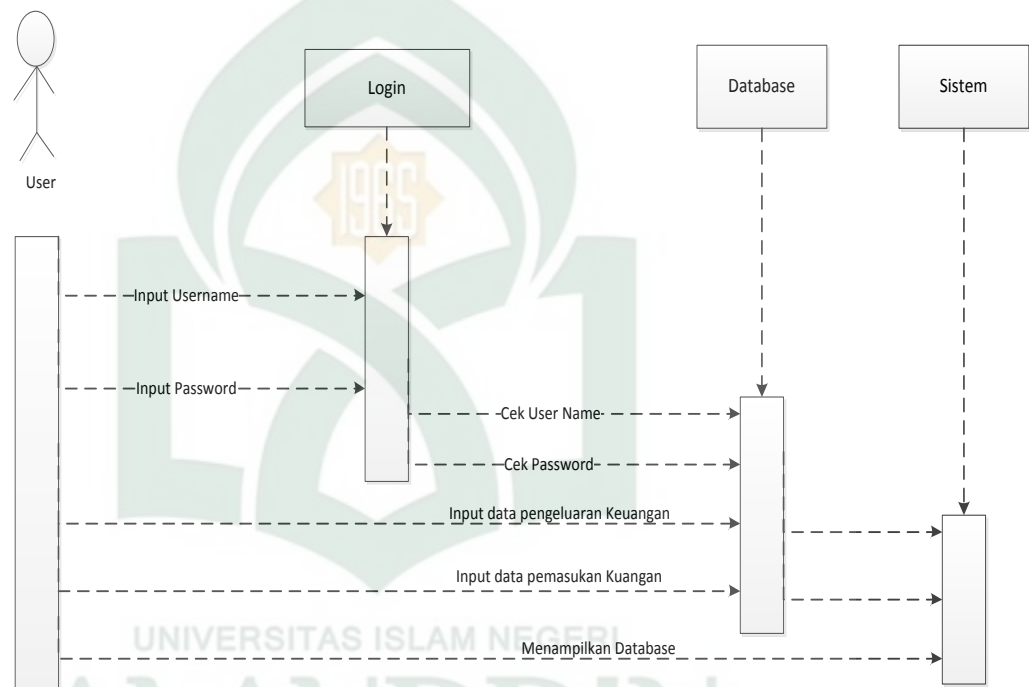 Login
Database
Sistem
User
1965
Input Username
Input Password
Cek User Name
Cek Password
Input data pengeluaran Keuangan
Input data pemasukan Kuangan
UNIVERSITAS ISLAM NEGERI
Menampilkan Database